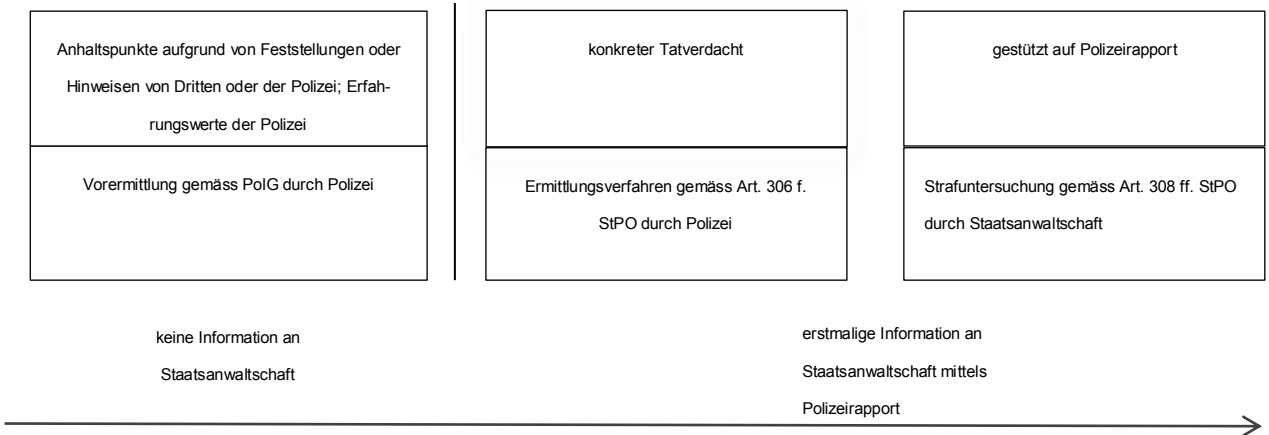 Anhaltspunkte aufgrund von Feststellungen oder
Hinweisen von Dritten oder der Polizei; Erfah-
rungswerte der Polizei
Vorermittlung gemäss PolG durch Polizei
konkreter Tatverdacht
Ermittlungsverfahren gemäss Art. 306 f.
StPO durch Polizei
gestützt auf Polizeirapport
Strafuntersuchung gemäss Art. 308 ff. StPO
durch Staatsanwaltschaft
keine Information an
Staatsanwaltschaft
erstmalige Information an
Staatsanwaltschaft mittels
Polizeirapport